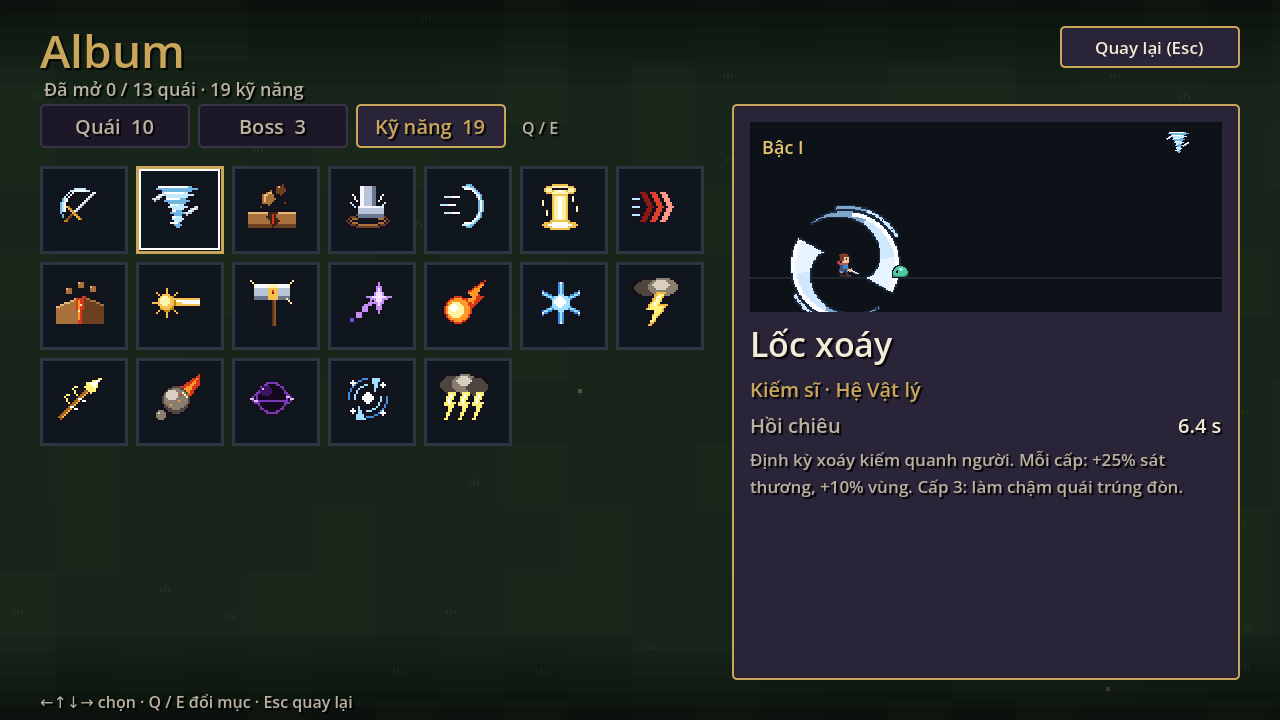 Album
Quay lại (Esc)
Đã mở 0 / 13 quái · 19 kỹ năng
Quái 10
Boss 3
Kỹ năng 19
Q / E
Bậc I
Lốc xoáy
Kiếm sĩ · Hệ Vật lý
Hồi chiêu 6.4 s
Định kỳ xoáy kiếm quanh người. Mỗi cấp: +25% sát
thương, +10% vùng. Cấp 3: làm chậm quái trúng đòn.
←↑↓→ chọn · Q / E đổi mục · Esc quay lại